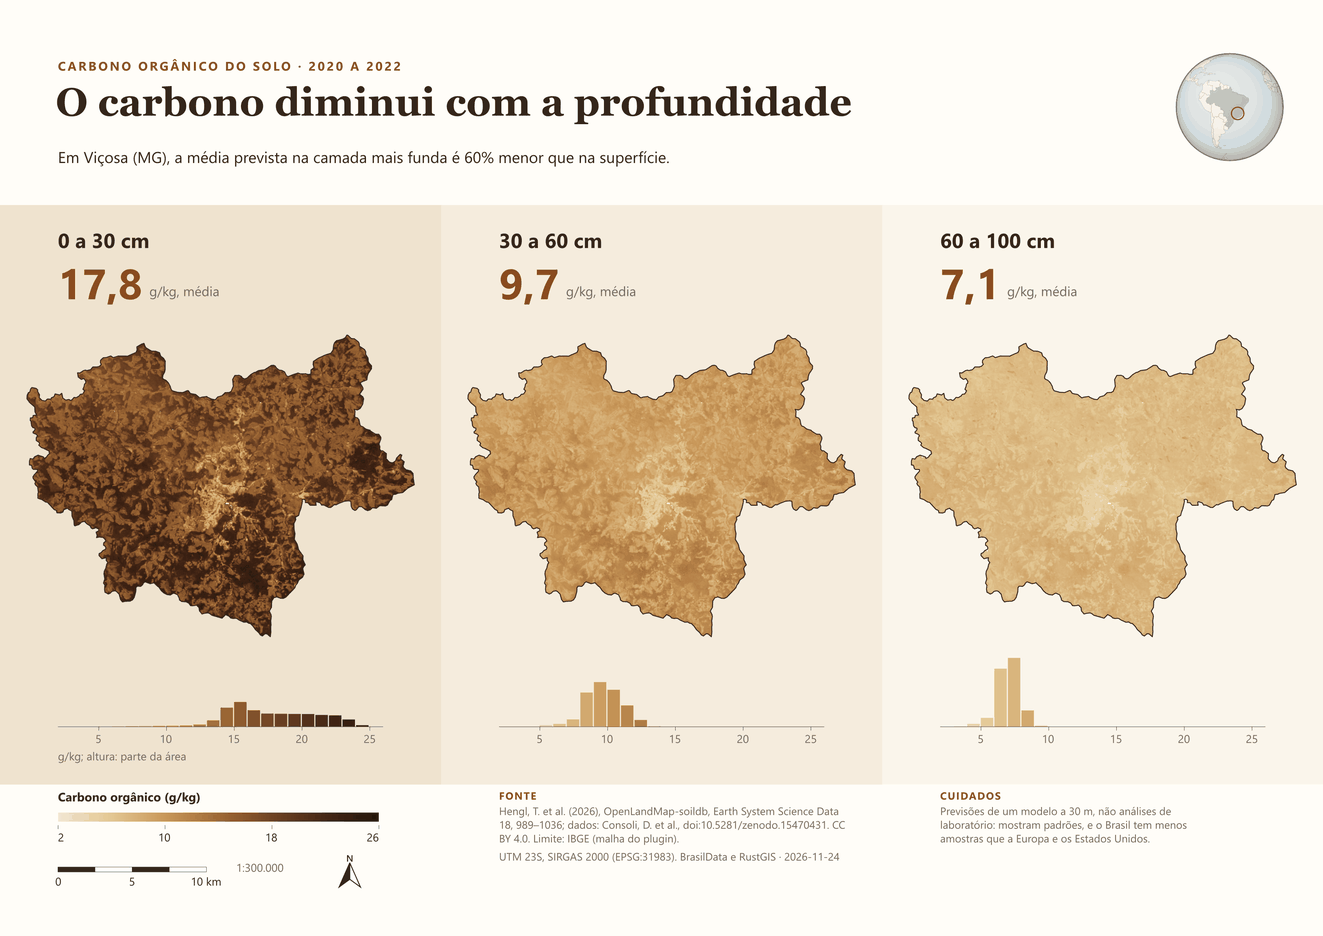 CARBONO ORGÂNICO DO SOLO · 2020 A 2022
O carbono diminui com a profundidade
Em Viçosa (MG), a média prevista na camada mais funda é 60% menor que na superfície.
0 a 30 cm
17,8 g/kg, média
30 a 60 cm
9,7 g/kg, média
60 a 100 cm
7,1 g/kg, média
5 10 15 20 25
g/kg; altura: parte da área
5 10 15 20 25
5 10 15 20 25
Carbono orgânico (g/kg)
2 10 18 26
0 5 10 km
1:300.000
N
FONTE
Hengl, T. et al. (2026), OpenLandMap-soildb, Earth System Science Data
18, 989–1036; dados: Consoli, D. et al., doi:10.5281/zenodo.15470431. CC
BY 4.0. Limite: IBGE (malha do plugin).
UTM 23S, SIRGAS 2000 (EPSG:31983). BrasilData e RustGIS · 2026-11-24
CUIDADOS
Previsões de um modelo a 30 m, não análises de
laboratório: mostram padrões, e o Brasil tem menos
amostras que a Europa e os Estados Unidos.